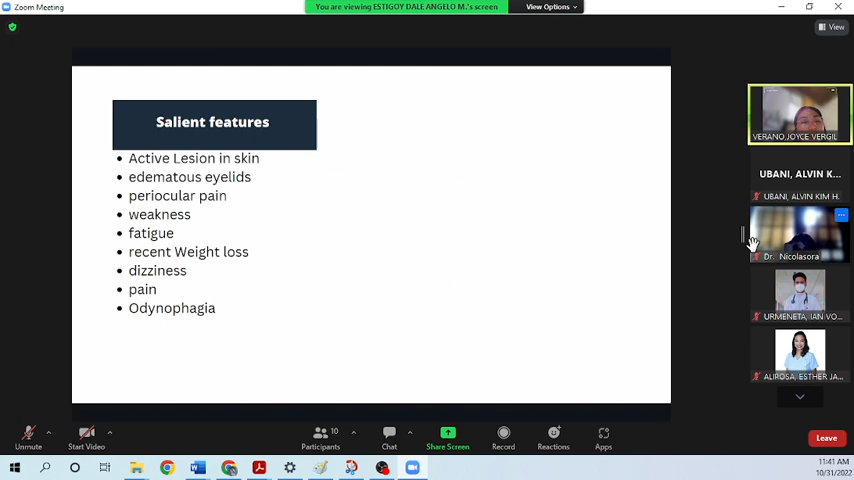 Zoom Meeting
You are viewing ESTIGOY DALE ANGELO M.'s screen
View Options
View
Salient features
• Active Lesion in skin
• edematous eyelids
• periocular pain
• weakness
• fatigue
• recent Weight loss
• dizziness
• pain
• Odynophagia
VERANO,JOYCE VERGIL
UBANI, ALVIN K...
UBANI, ALVIN KIM H.
Dr. Nicolasora
URMENETA, IAN VO...
ALIPOSA, ESTHER JA...
Unmute
Start Video
10
Participants
Chat
Share Screen
Record
Reactions
Apps
Leave
11:41 AM
10/31/2022